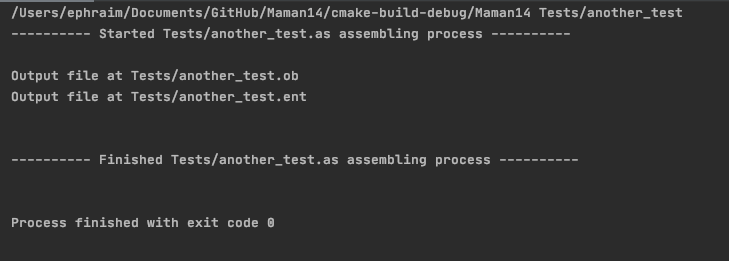 /Users/ephraim/Documents/GitHub/Maman14/cmake-build-debug/Maman14 Tests/another_test
---------- Started Tests/another_test.as assembling process ----------
Output file at Tests/another_test.ob
Output file at Tests/another_test.ent
---------- Finished Tests/another_test.as assembling process ----------
Process finished with exit code 0